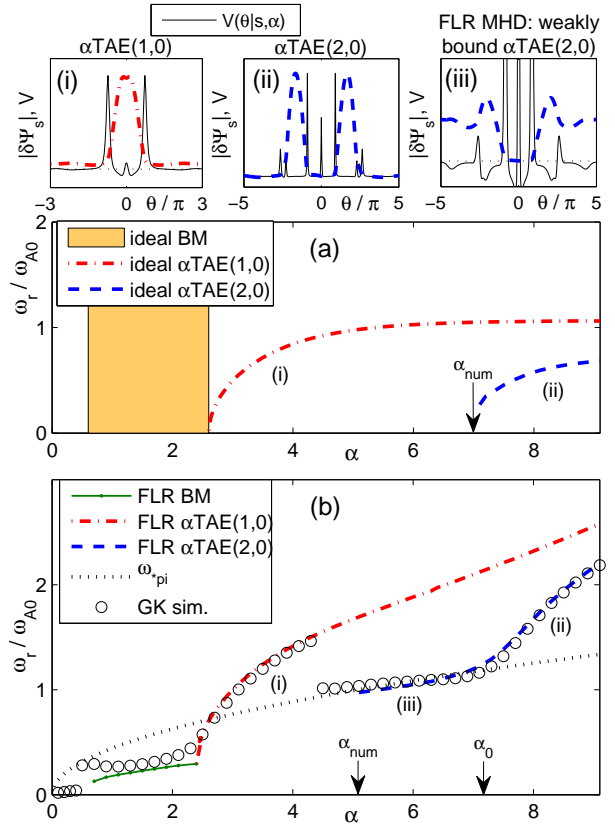 V(θ|s,α)
αTAE(1,0)
αTAE(2,0)
FLR MHD: weakly
bound αTAE(2,0)
(i)
(ii)
(iii)
|δΨs|, V
|δΨs|, V
|δΨs|, V
−3 0 3
θ / π
−5 0 5
θ / π
−5 0 5
θ / π
ideal BM
ideal αTAE(1,0)
ideal αTAE(2,0)
(a)
ωr / ωA0
2
1
0
(i)
αnum
(ii)
0 2 4 6 8
α
FLR BM
FLR αTAE(1,0)
FLR αTAE(2,0)
ω*pi
GK sim.
(b)
ωr / ωA0
2
1
0
(i)
(ii)
(iii)
αnum
α0
0 2 4 6 8
α